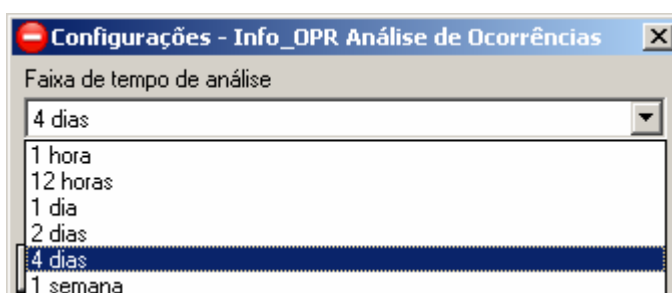 Configurações - Info_OPR Análise de Ocorrências
Faixa de tempo de análise
4 dias
1 hora
12 horas
1 dia
2 dias
4 dias
1 semana